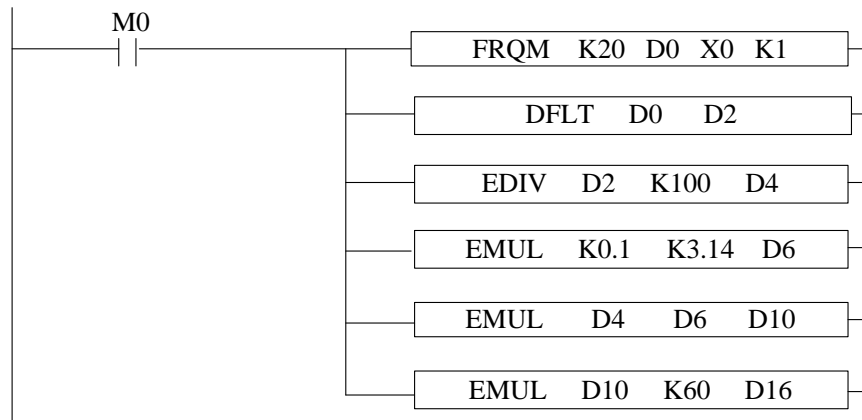 M0
FRQM K20 D0 X0 K1
DFLT D0 D2
EDIV D2 K100 D4
EMUL K0.1 K3.14 D6
EMUL D4 D6 D10
EMUL D10 K60 D16